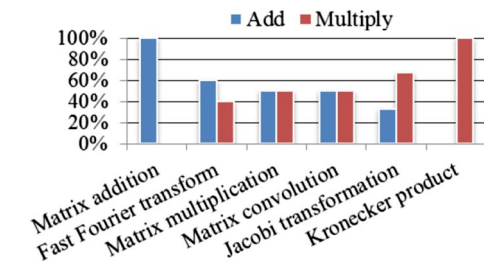 Add Multiply
100%
80%
60%
40%
20%
0%
Matrix addition
Fast Fourier transform
Matrix multiplication
Matrix convolution
Jacobi transformation
Kronecker product